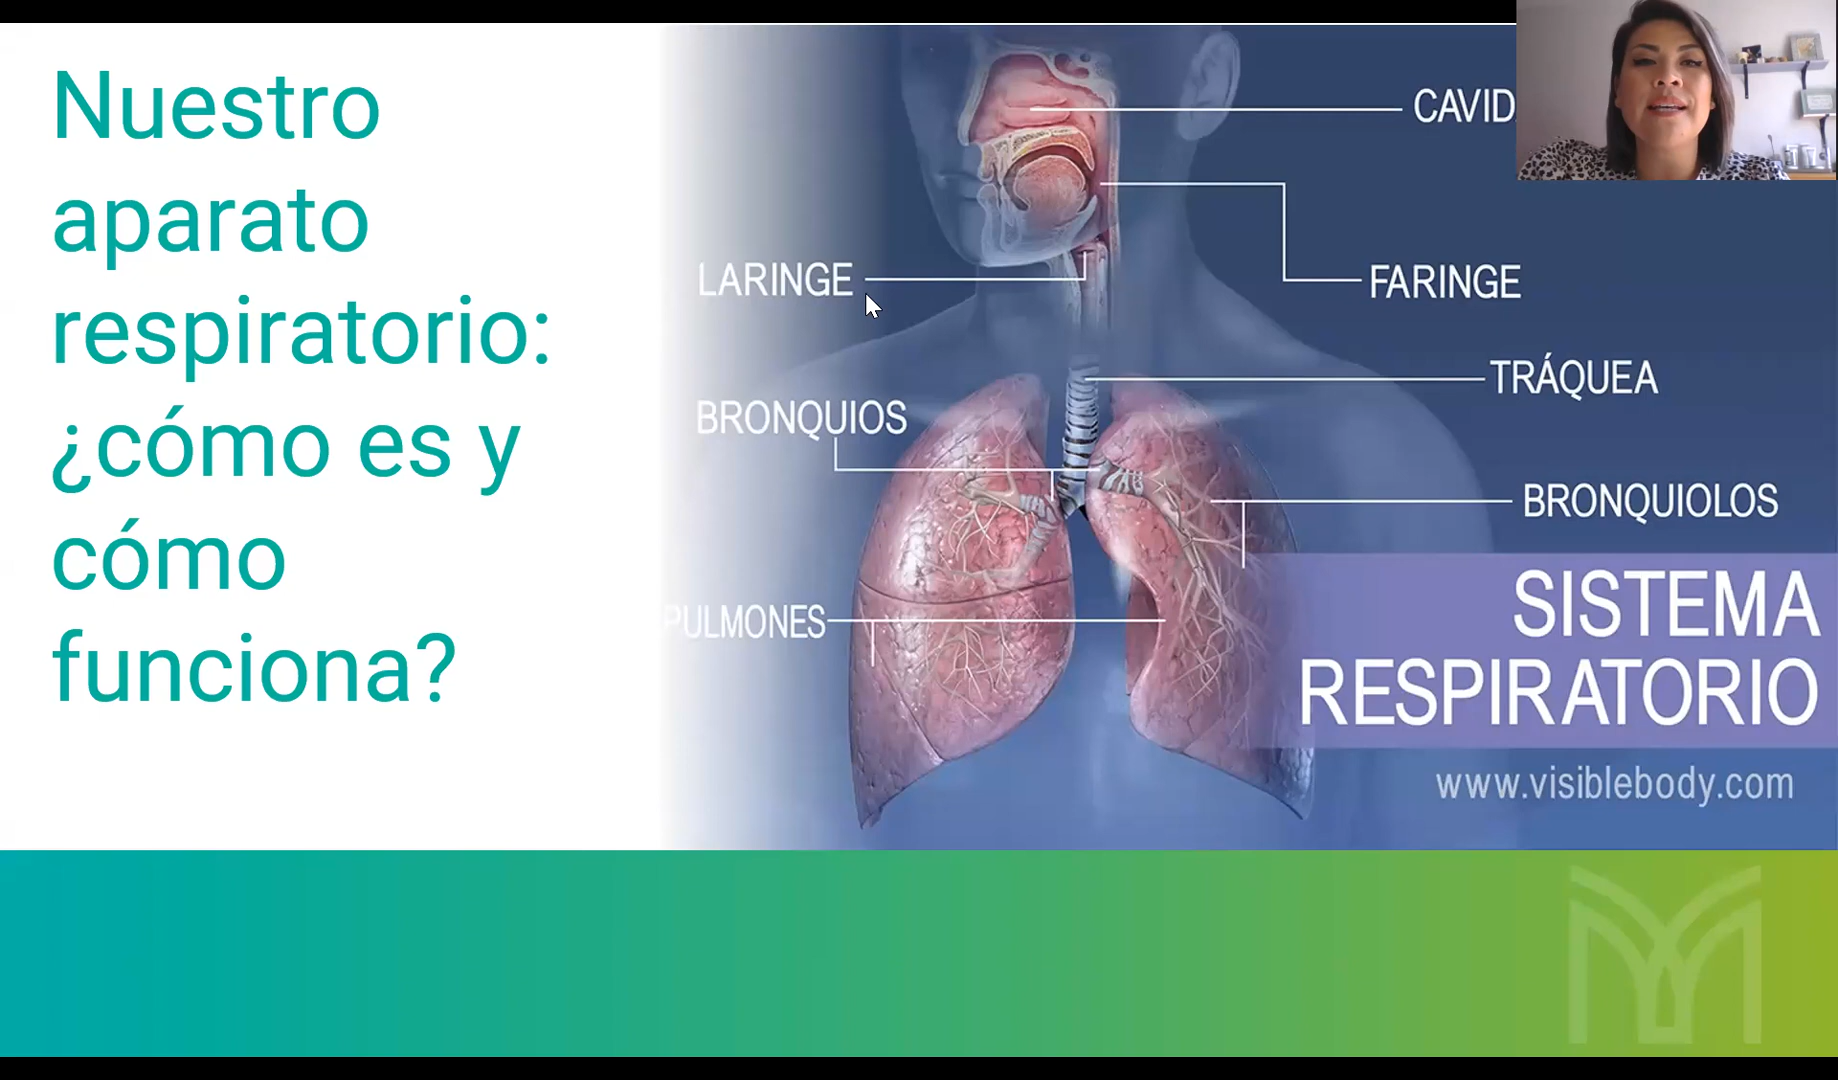 Nuestro
aparato
respiratorio:
¿cómo es y
cómo
funciona?
CAVID
LARINGE
FARINGE
TRÁQUEA
BRONQUIOS
BRONQUIOLOS
PULMONES
SISTEMA
RESPIRATORIO
www.visiblebody.com